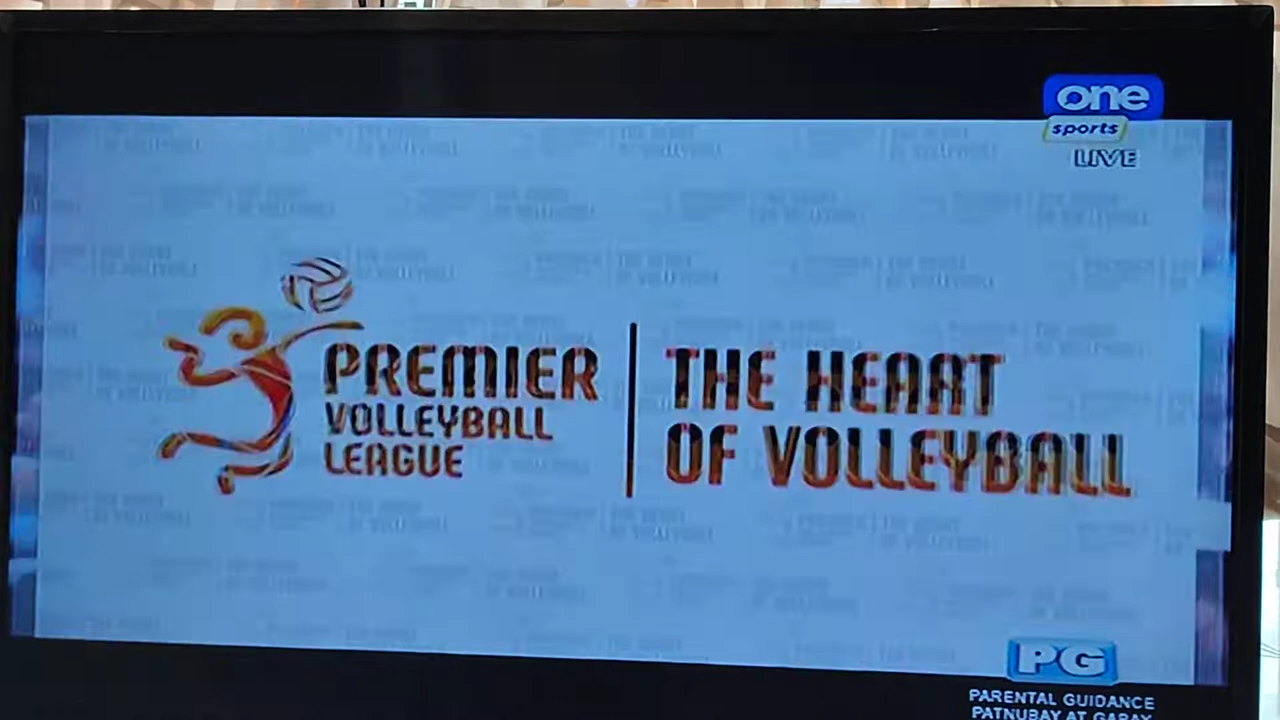 one
sports
LIVE
PREMIER
VOLLEYBALL
LEAGUE
THE HEART
OF VOLLEYBALL
PG
PARENTAL GUIDANCE
PATNUBAY AT GABAY